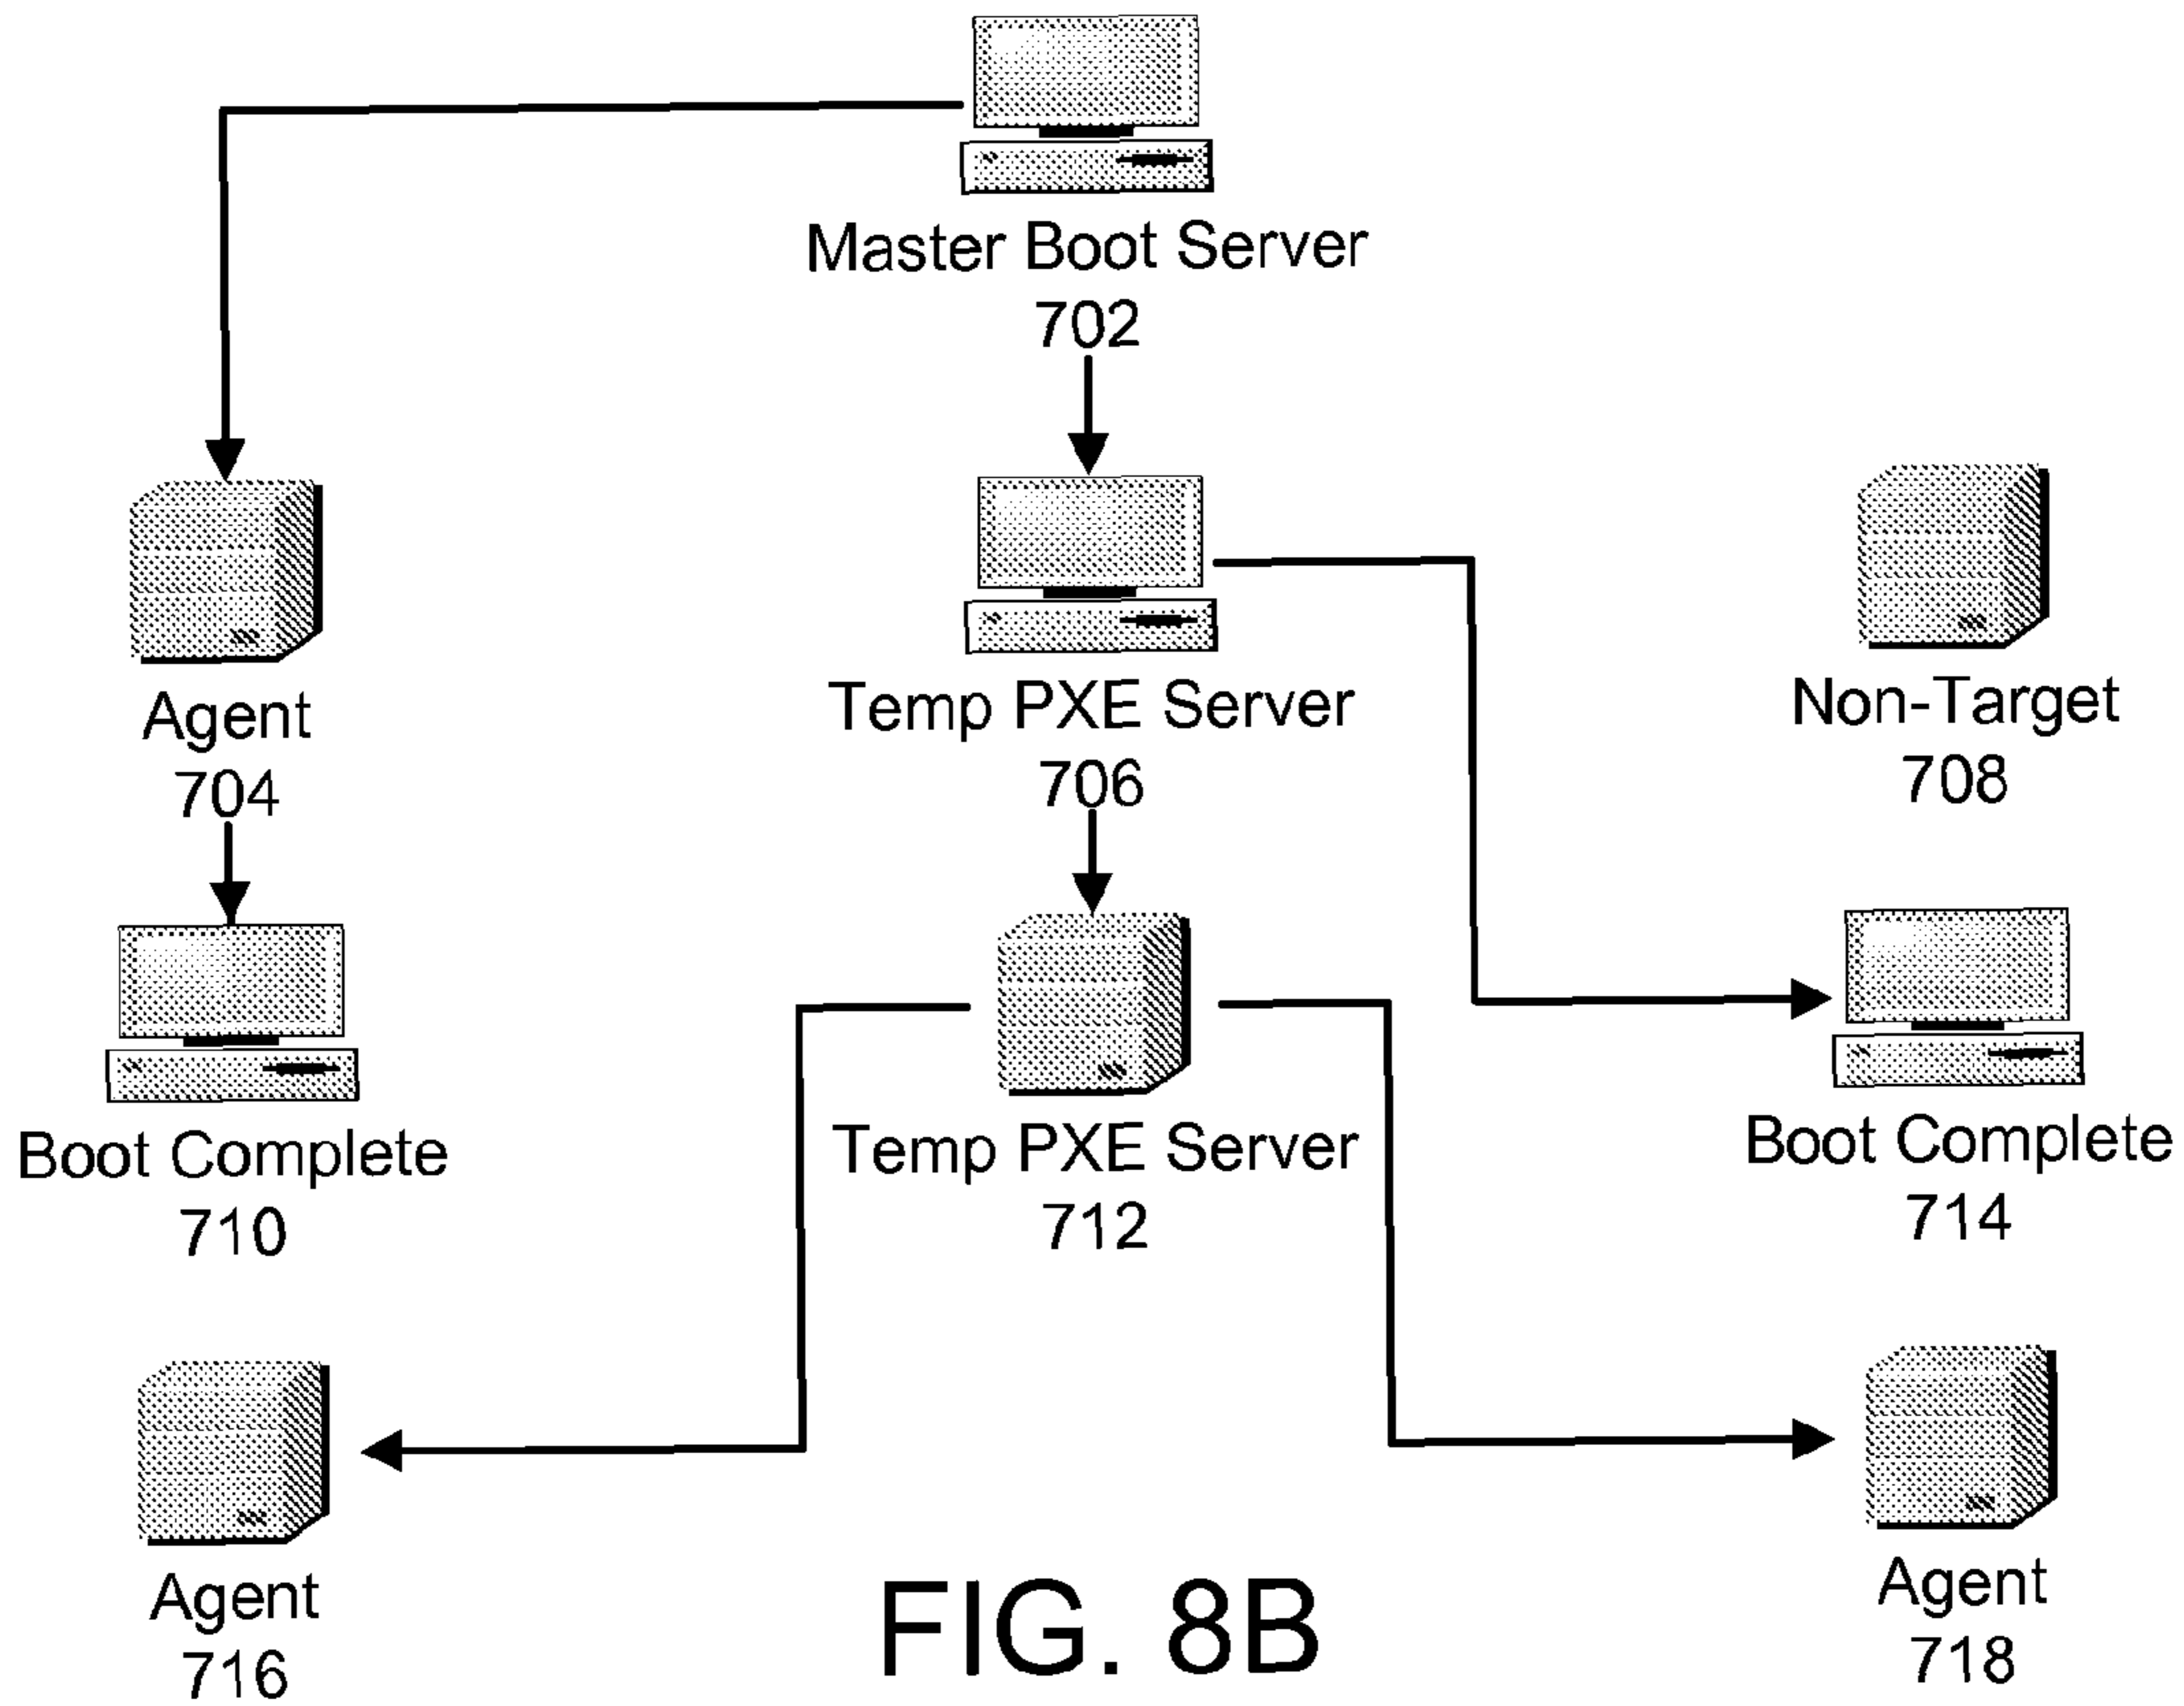 Master Boot Server
702
Agent
704
Temp PXE Server
706
Non-Target
708
Boot Complete
710
Temp PXE Server
712
Boot Complete
714
Agent
716
Agent
718
FIG. 8B